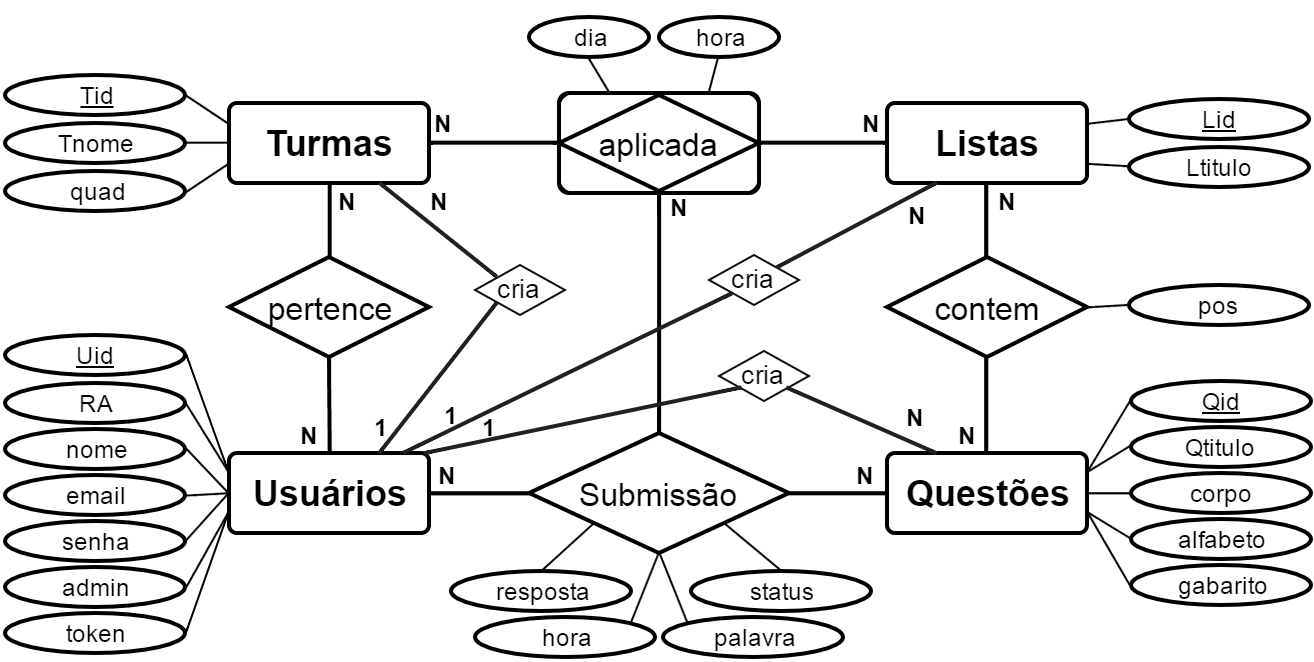 dia
hora
Tid
Tnome
quad
Turmas
N
aplicada
N
Listas
Lid
Ltitulo
N
N
N
N
N
cria
cria
pertence
contem
pos
cria
Uid
RA
nome
email
senha
admin
token
N
1
1
1
N
N
Usuários
N
Submissão
N
Questões
Qid
Qtitulo
corpo
alfabeto
gabarito
resposta
status
hora
palavra